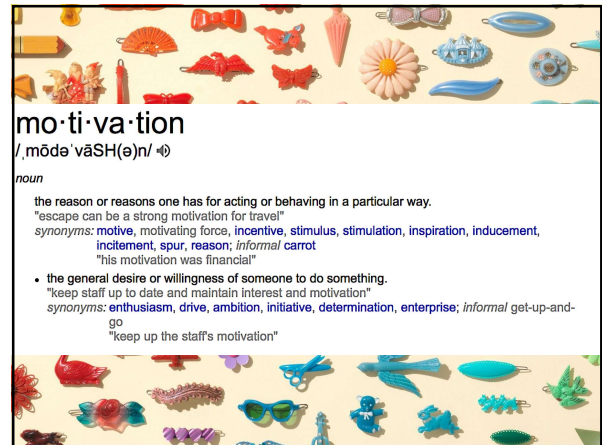 mo·ti·va·tion
/ˌmōdəˈvāSH(ə)n/
noun
the reason or reasons one has for acting or behaving in a particular way.
"escape can be a strong motivation for travel"
synonyms: motive, motivating force, incentive, stimulus, stimulation, inspiration, inducement,
incitement, spur, reason; informal carrot
"his motivation was financial"
• the general desire or willingness of someone to do something.
"keep staff up to date and maintain interest and motivation"
synonyms: enthusiasm, drive, ambition, initiative, determination, enterprise; informal get-up-and-
go
"keep up the staff's motivation"